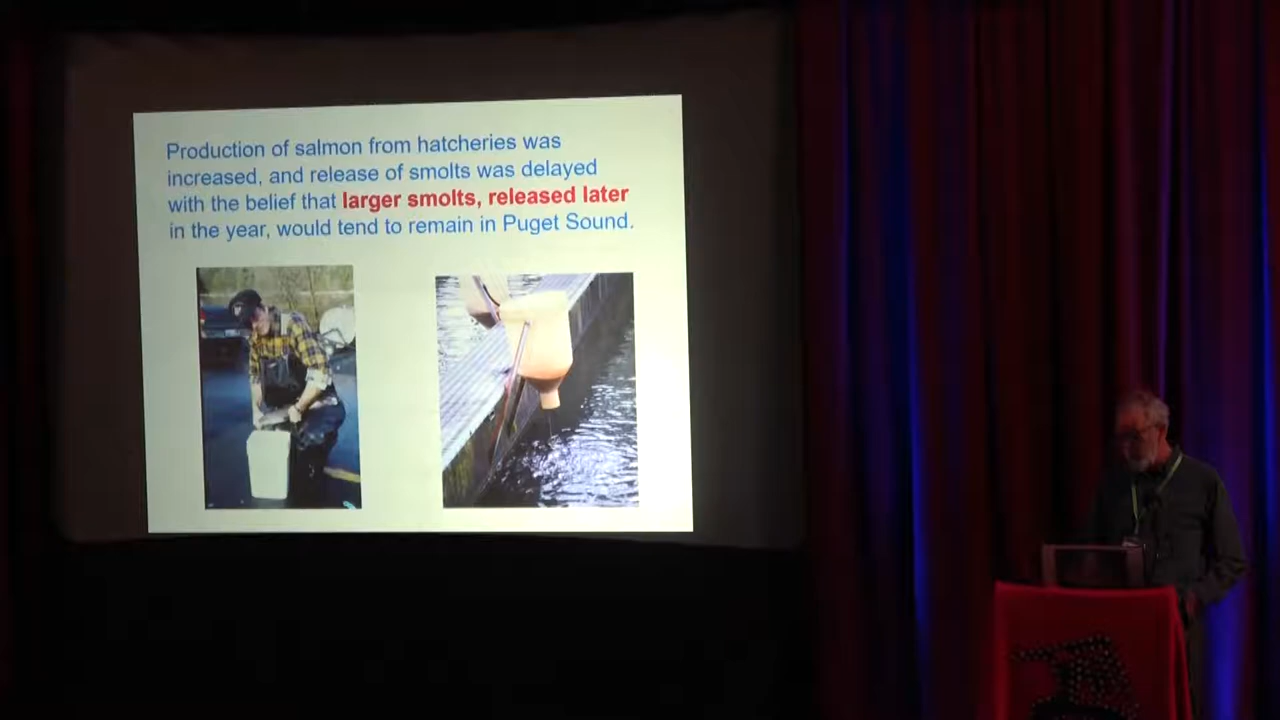 Production of salmon from hatcheries was
increased, and release of smolts was delayed
with the belief that larger smolts, released later
in the year, would tend to remain in Puget Sound.